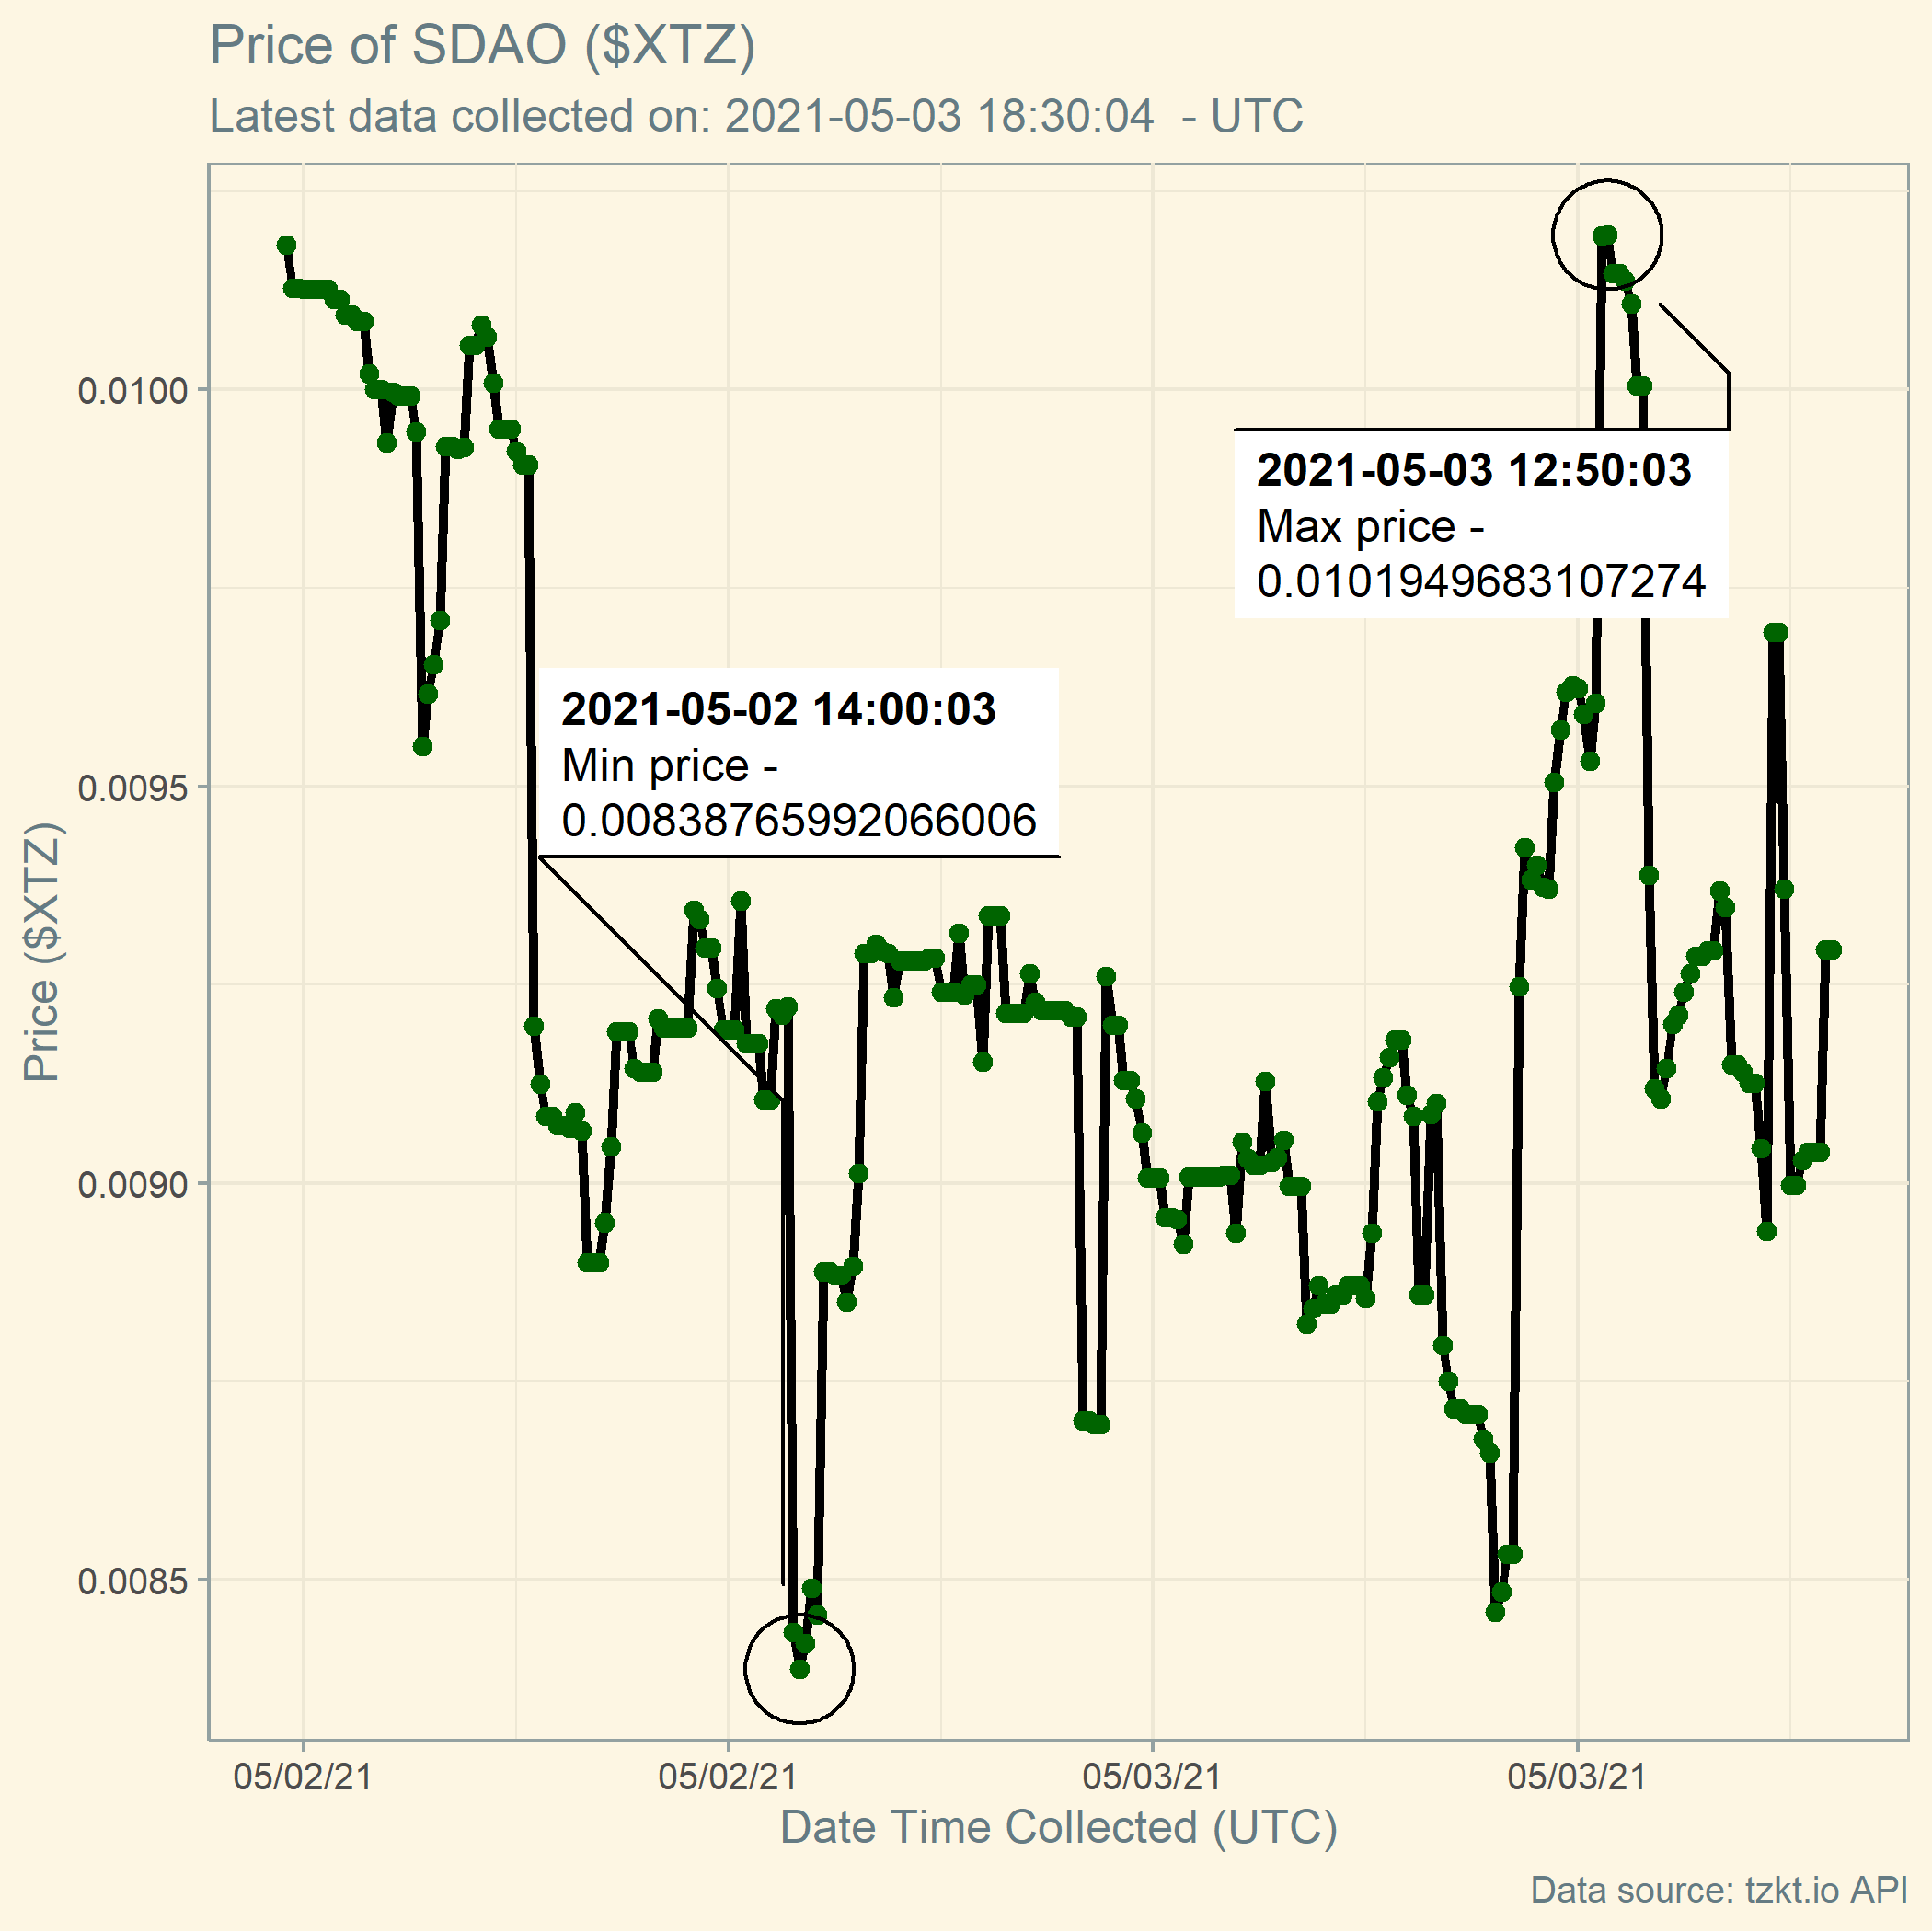 Price of SDAO ($XTZ)
Latest data collected on: 2021-05-03 18:30:04  - UTC
Price ($XTZ)
0.0100
0.0095
0.0090
0.0085
2021-05-03 12:50:03
Max price -
0.0101949683107274
2021-05-02 14:00:03
Min price -
0.00838765992066006
05/02/21
05/02/21
05/03/21
05/03/21
Date Time Collected (UTC)
Data source: tzkt.io API